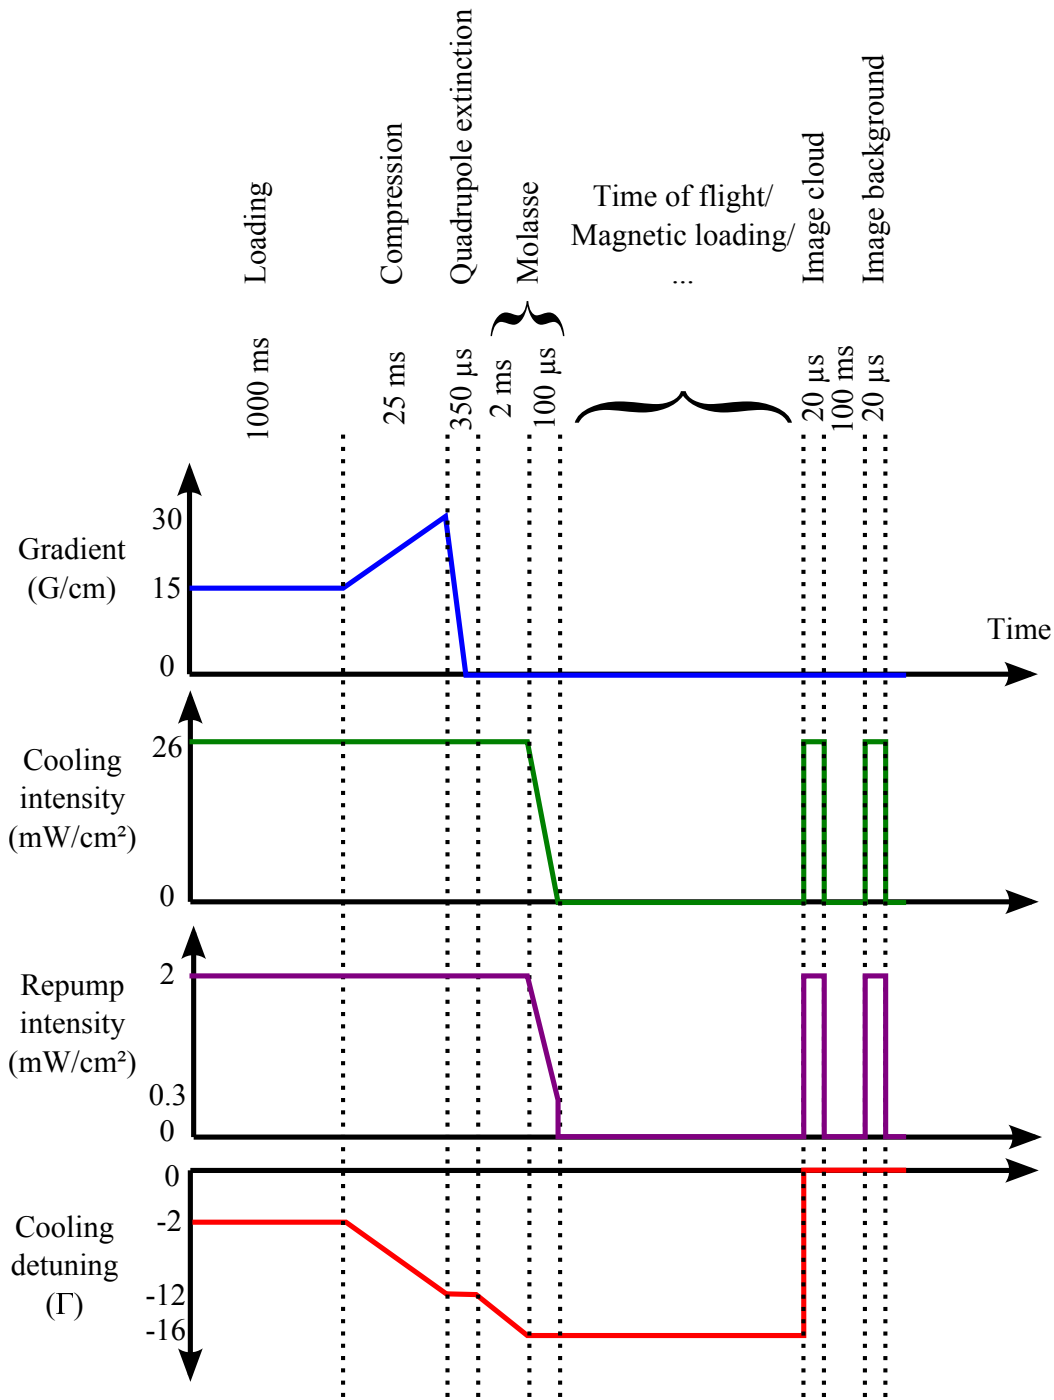 Loading
Compression
Quadrupole extinction
Molasse
Time of flight/
Magnetic loading/
...
Image cloud
Image background
1000 ms
25 ms
350 µs
2 ms
100 µs
20 µs
100 ms
20 µs
Gradient
(G/cm)
30
15
0
Time
Cooling
intensity
(mW/cm²)
26
0
Repump
intensity
(mW/cm²)
2
0.3
0
Cooling
detuning
(Γ)
0
-2
-12
-16